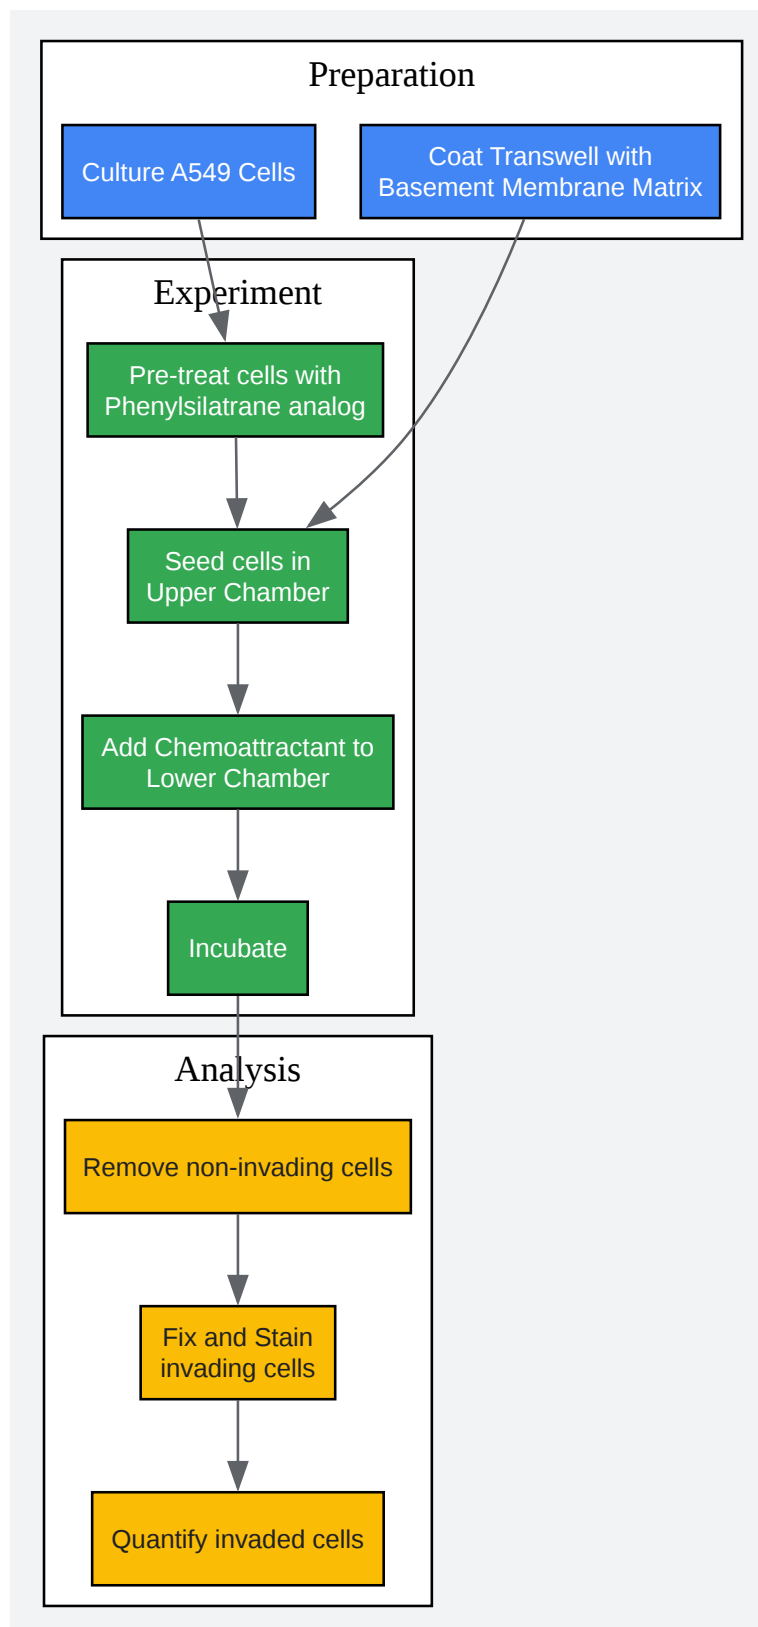 Preparation
Culture A549 Cells
Coat Transwell with
Basement Membrane Matrix
Experiment
Pre-treat cells with
Phenylsilatrane analog
Seed cells in
Upper Chamber
Add Chemoattractant to
Lower Chamber
Incubate
Analysis
Remove non-invading cells
Fix and Stain
invading cells
Quantify invaded cells